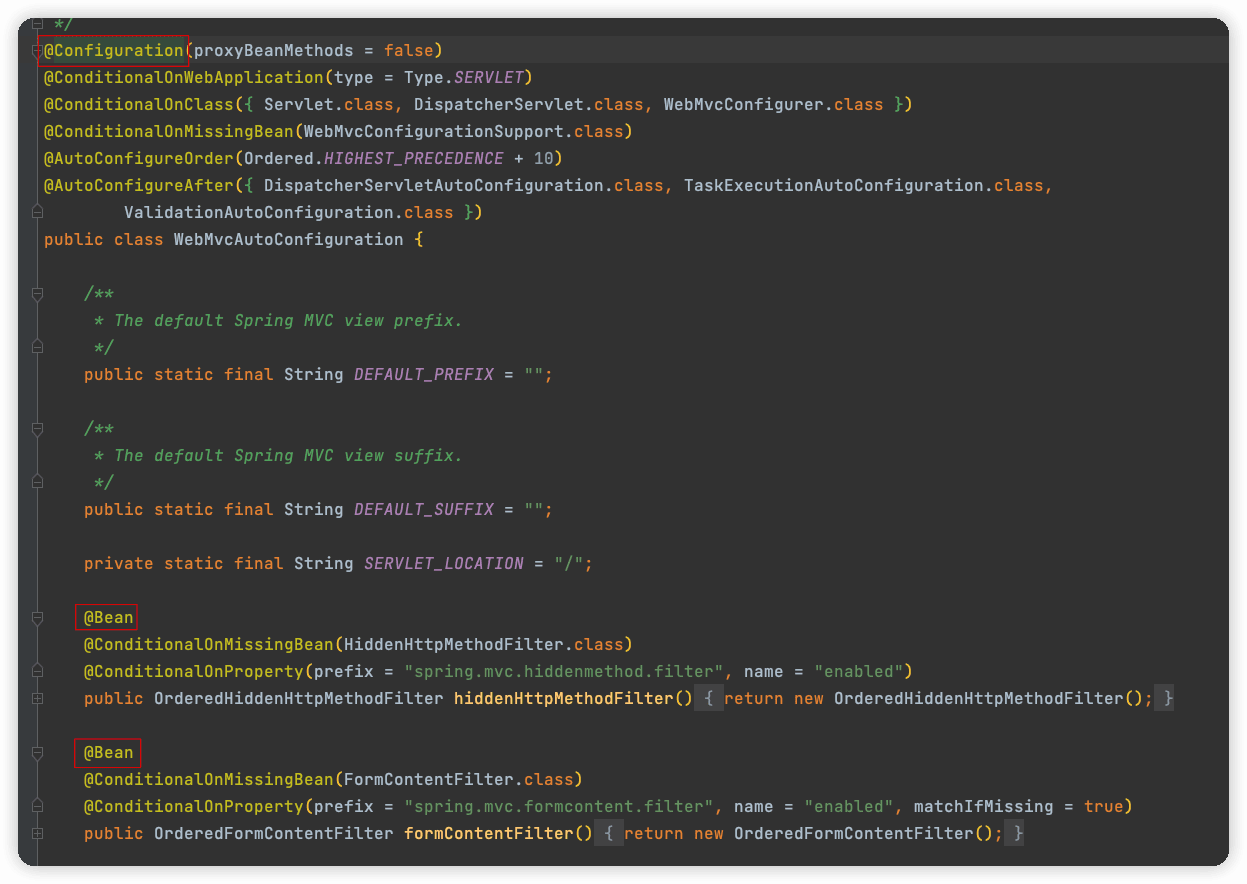 */
@Configuration(proxyBeanMethods = false)
@ConditionalOnWebApplication(type = Type.SERVLET)
@ConditionalOnClass({ Servlet.class, DispatcherServlet.class, WebMvcConfigurer.class })
@ConditionalOnMissingBean(WebMvcConfigurationSupport.class)
@AutoConfigureOrder(Ordered.HIGHEST_PRECEDENCE + 10)
@AutoConfigureAfter({ DispatcherServletAutoConfiguration.class, TaskExecutionAutoConfiguration.class,
        ValidationAutoConfiguration.class })
public class WebMvcAutoConfiguration {
    /**
     * The default Spring MVC view prefix.
     */
    public static final String DEFAULT_PREFIX = "";
    /**
     * The default Spring MVC view suffix.
     */
    public static final String DEFAULT_SUFFIX = "";
    private static final String SERVLET_LOCATION = "/";
    @Bean
    @ConditionalOnMissingBean(HiddenHttpMethodFilter.class)
    @ConditionalOnProperty(prefix = "spring.mvc.hiddenmethod.filter", name = "enabled")
    public OrderedHiddenHttpMethodFilter hiddenHttpMethodFilter() { return new OrderedHiddenHttpMethodFilter(); }
    @Bean
    @ConditionalOnMissingBean(FormContentFilter.class)
    @ConditionalOnProperty(prefix = "spring.mvc.formcontent.filter", name = "enabled", matchIfMissing = true)
    public OrderedFormContentFilter formContentFilter() { return new OrderedFormContentFilter(); }